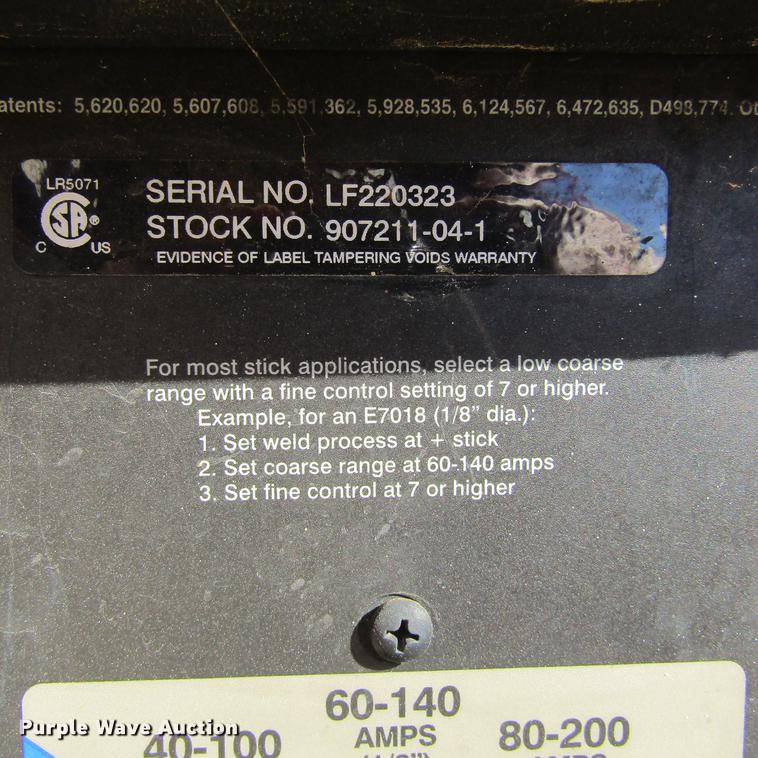 atents: 5,620,620, 5,607,608, 5,591,362, 5,928,535, 6,124,567, 6,472,635, D493,774.
LR5071
SA®
C US
SERIAL NO. LF220323
STOCK NO. 907211-04-1
EVIDENCE OF LABEL TAMPERING VOIDS WARRANTY
For most stick applications, select a low coarse
range with a fine control setting of 7 or higher.
Example, for an E7018 (1/8” dia.):
1. Set weld process at + stick
2. Set coarse range at 60-140 amps
3. Set fine control at 7 or higher
60-140
AMPS
(1/8")
40-100
80-200
AMPS
Purple Wave Auction